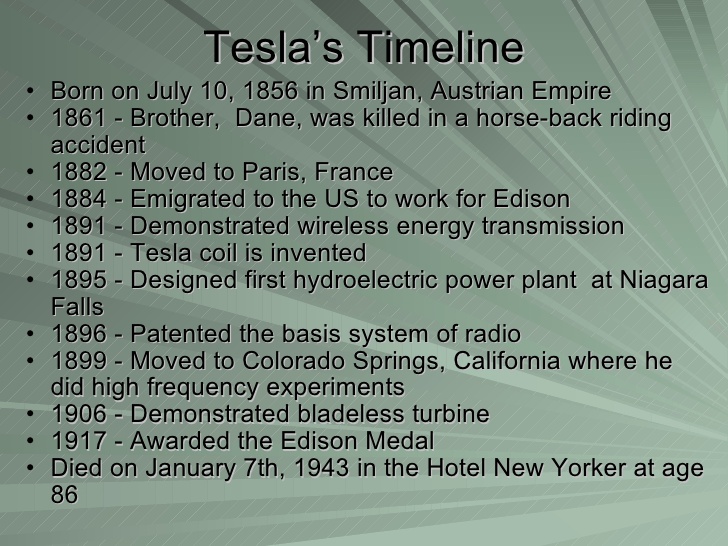 Tesla’s Timeline
• Born on July 10, 1856 in Smiljan, Austrian Empire
• 1861 - Brother,  Dane, was killed in a horse-back riding
accident
• 1882 - Moved to Paris, France
• 1884 - Emigrated to the US to work for Edison
• 1891 - Demonstrated wireless energy transmission
• 1891 - Tesla coil is invented
• 1895 - Designed first hydroelectric power plant  at Niagara
Falls
• 1896 - Patented the basis system of radio
• 1899 - Moved to Colorado Springs, California where he
did high frequency experiments
• 1906 - Demonstrated bladeless turbine
• 1917 - Awarded the Edison Medal
• Died on January 7th, 1943 in the Hotel New Yorker at age
86